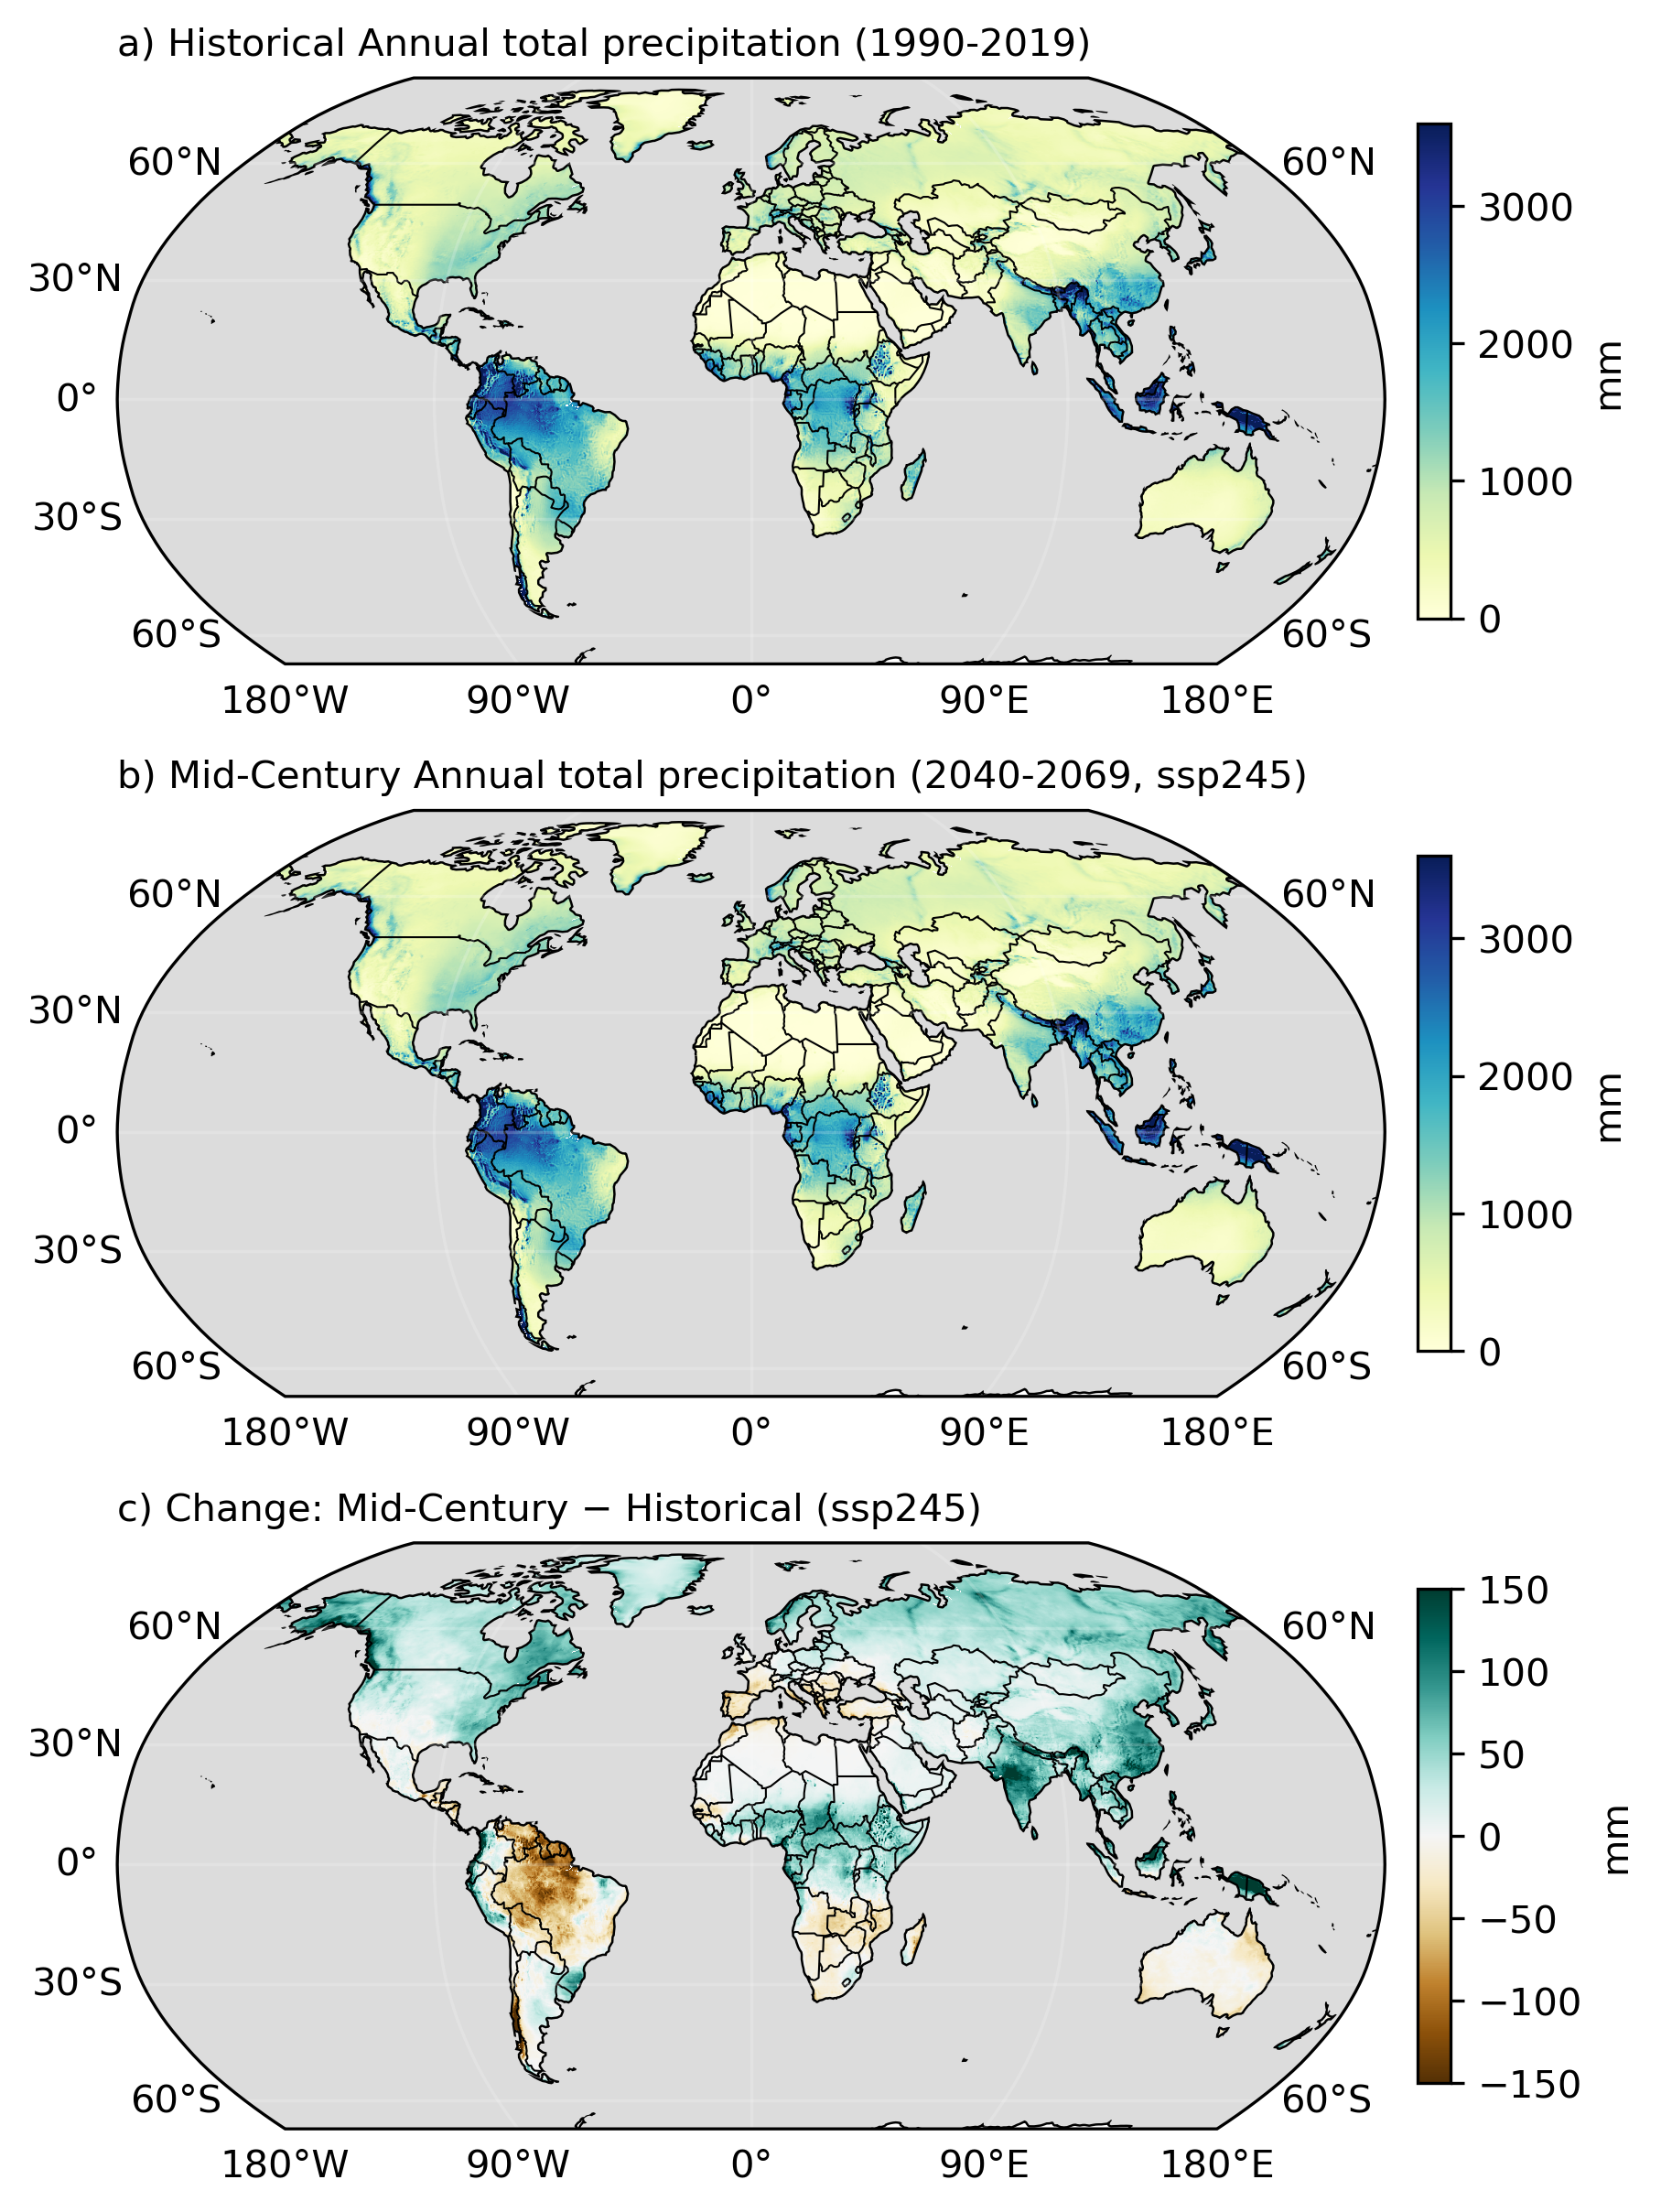 a) Historical Annual total precipitation (1990-2019)
60°N 60°N
30°N
0°
30°S
60°S 60°S
180°W 90°W 0° 90°E 180°E
3000
2000
1000
0
mm
b) Mid-Century Annual total precipitation (2040-2069, ssp245)
60°N 60°N
30°N
0°
30°S
60°S 60°S
180°W 90°W 0° 90°E 180°E
3000
2000
1000
0
mm
c) Change: Mid-Century − Historical (ssp245)
60°N 60°N
30°N
0°
30°S
60°S 60°S
180°W 90°W 0° 90°E 180°E
150
100
50
0
−50
−100
−150
mm